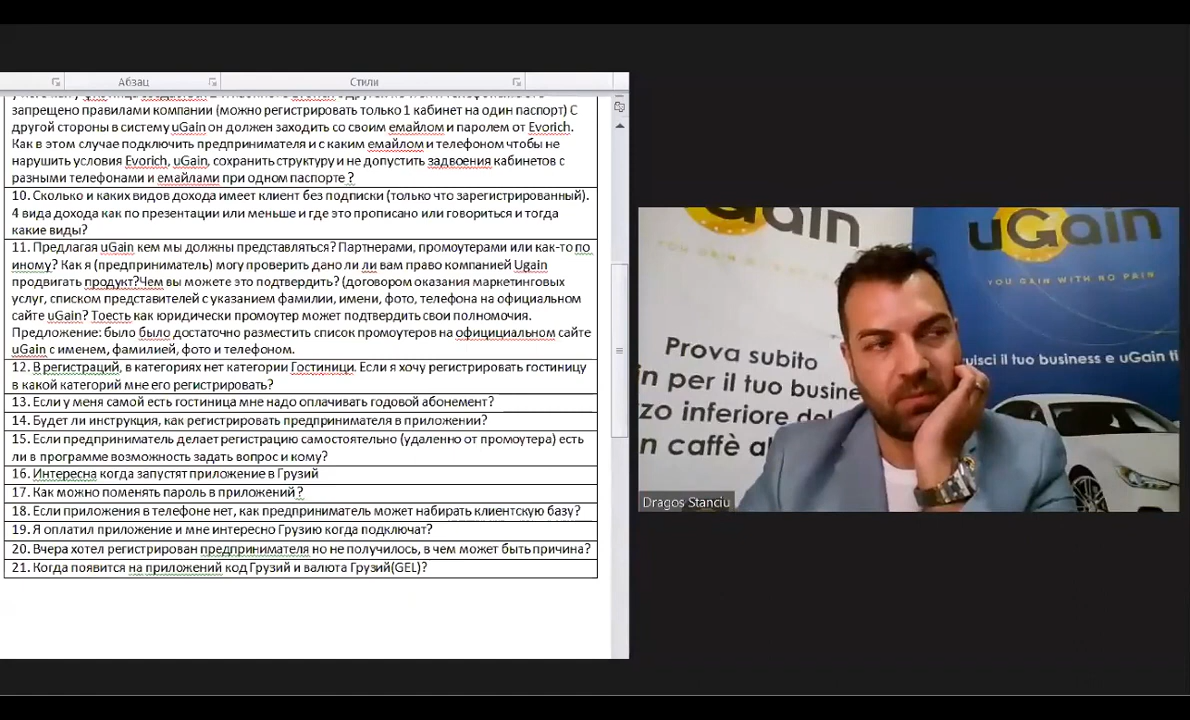 Абзац
Стили
запрещено правилами компании (можно регистрировать только 1 кабинет на один паспорт) С
другой стороны в систему uGain он должен заходить со своим емайлом и паролем от Evorich.
Как в этом случае подключить предпринимателя и с каким емайлом и телефоном чтобы не
нарушить условия Evorich, uGain, сохранить структуру и не допустить задвоения кабинетов с
разными телефонами и емайлами при одном паспорте ?
10. Сколько и каких видов дохода имеет клиент без подписки (только что зарегистрированный).
4 вида дохода как по презентации или меньше и где это прописано или говориться и тогда
какие виды?
11. Предлагая uGain кем мы должны представляться? Партнерами, промоутерами или как-то по
иному? Как я (предприниматель) могу проверить дано ли ли вам право компанией Ugain
продвигать продукт?Чем вы можете это подтвердить? (договором оказания маркетинговых
услуг, списком представителей с указанием фамилии, имени, фото, телефона на официальном
сайте uGain? Тоесть как юридически промоутер может подтвердить свои полномочия.
Предложение: было было достаточно разместить список промоутеров на официциальном сайте
uGain с именем, фамилией, фото и телефоном.
12. В регистраций, в категориях нет категории Гостиници. Если я хочу регистрировать гостиницу
в какой категорий мне его регистрировать?
13. Если у меня самой есть гостиница мне надо оплачивать годовой абонемент?
14. Будет ли инструкция, как регистрировать предпринимателя в приложении?
15. Если предприниматель делает регистрацию самостоятельно (удаленно от промоутера) есть
ли в программе возможность задать вопрос и кому?
16. Интересна когда запустят приложение в Грузий
17. Как можно поменять пароль в приложений?
18. Если приложения в телефоне нет, как предприниматель может набирать клиентскую базу?
19. Я оплатил приложение и мне интересно Грузию когда подключат?
20. Вчера хотел регистрирован предпринимателя но не получилось, в чем может быть причина?
21. Когда появится на приложений код Грузий и валюта Грузий(GEL)?
Gain
YOU GAIN
uGain
YOU GAIN WITH NO PAIN
Prova subito
in per il tuo busine
zo inferiore del
n caffè al
uisci il tuo business e uGain ti
Dragos Stanciu